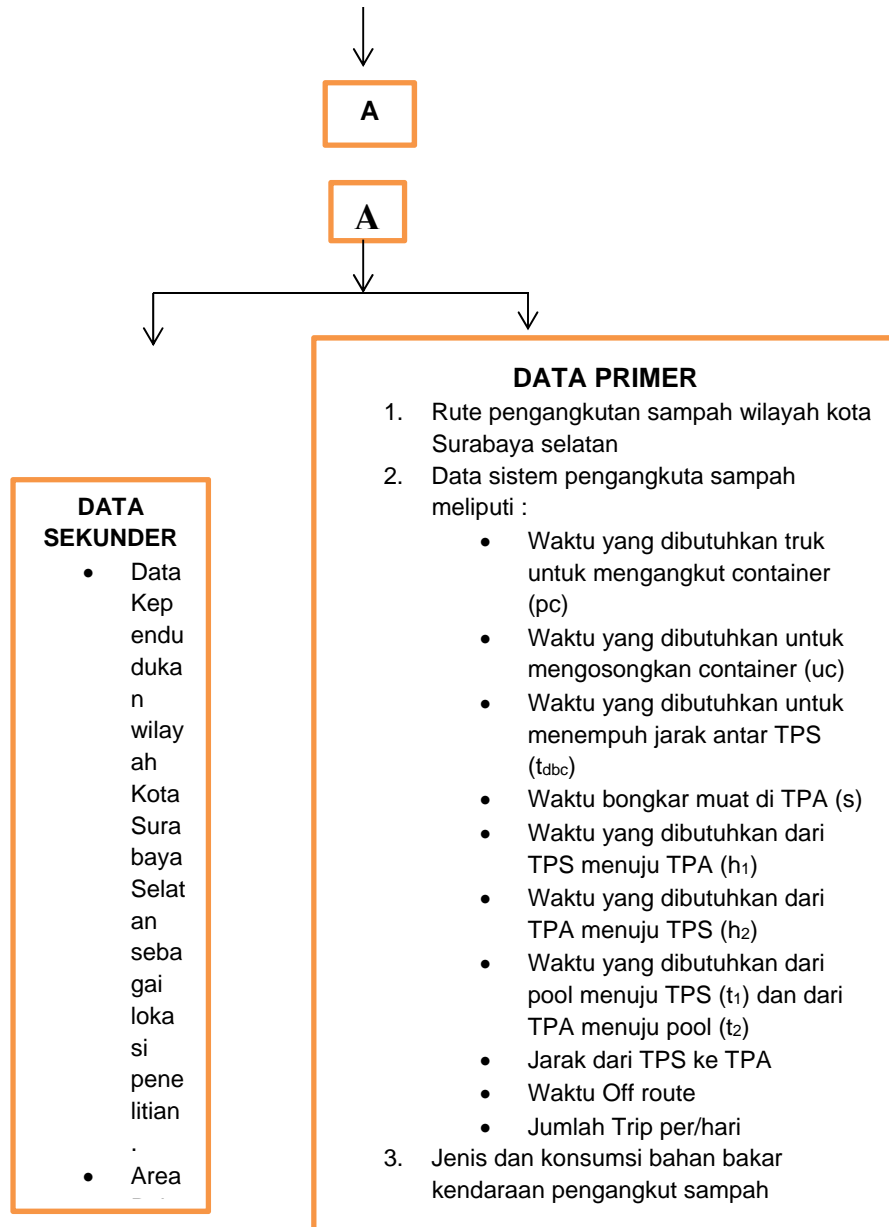 A
A
DATA
SEKUNDER
• Data
Kep
endu
duka
n
wilay
ah
Kota
Sura
baya
Selat
an
seba
gai
loka
si
pene
litian
.
• Area
DATA PRIMER
1. Rute pengangkutan sampah wilayah kota
Surabaya selatan
2. Data sistem pengangkuta sampah
meliputi :
• Waktu yang dibutuhkan truk
untuk mengangkut container
(pc)
• Waktu yang dibutuhkan untuk
mengosongkan container (uc)
• Waktu yang dibutuhkan untuk
menempuh jarak antar TPS
(tdbc)
• Waktu bongkar muat di TPA (s)
• Waktu yang dibutuhkan dari
TPS menuju TPA (h1)
• Waktu yang dibutuhkan dari
TPA menuju TPS (h2)
• Waktu yang dibutuhkan dari
pool menuju TPS (t1) dan dari
TPA menuju pool (t2)
• Jarak dari TPS ke TPA
• Waktu Off route
• Jumlah Trip per/hari
3. Jenis dan konsumsi bahan bakar
kendaraan pengangkut sampah